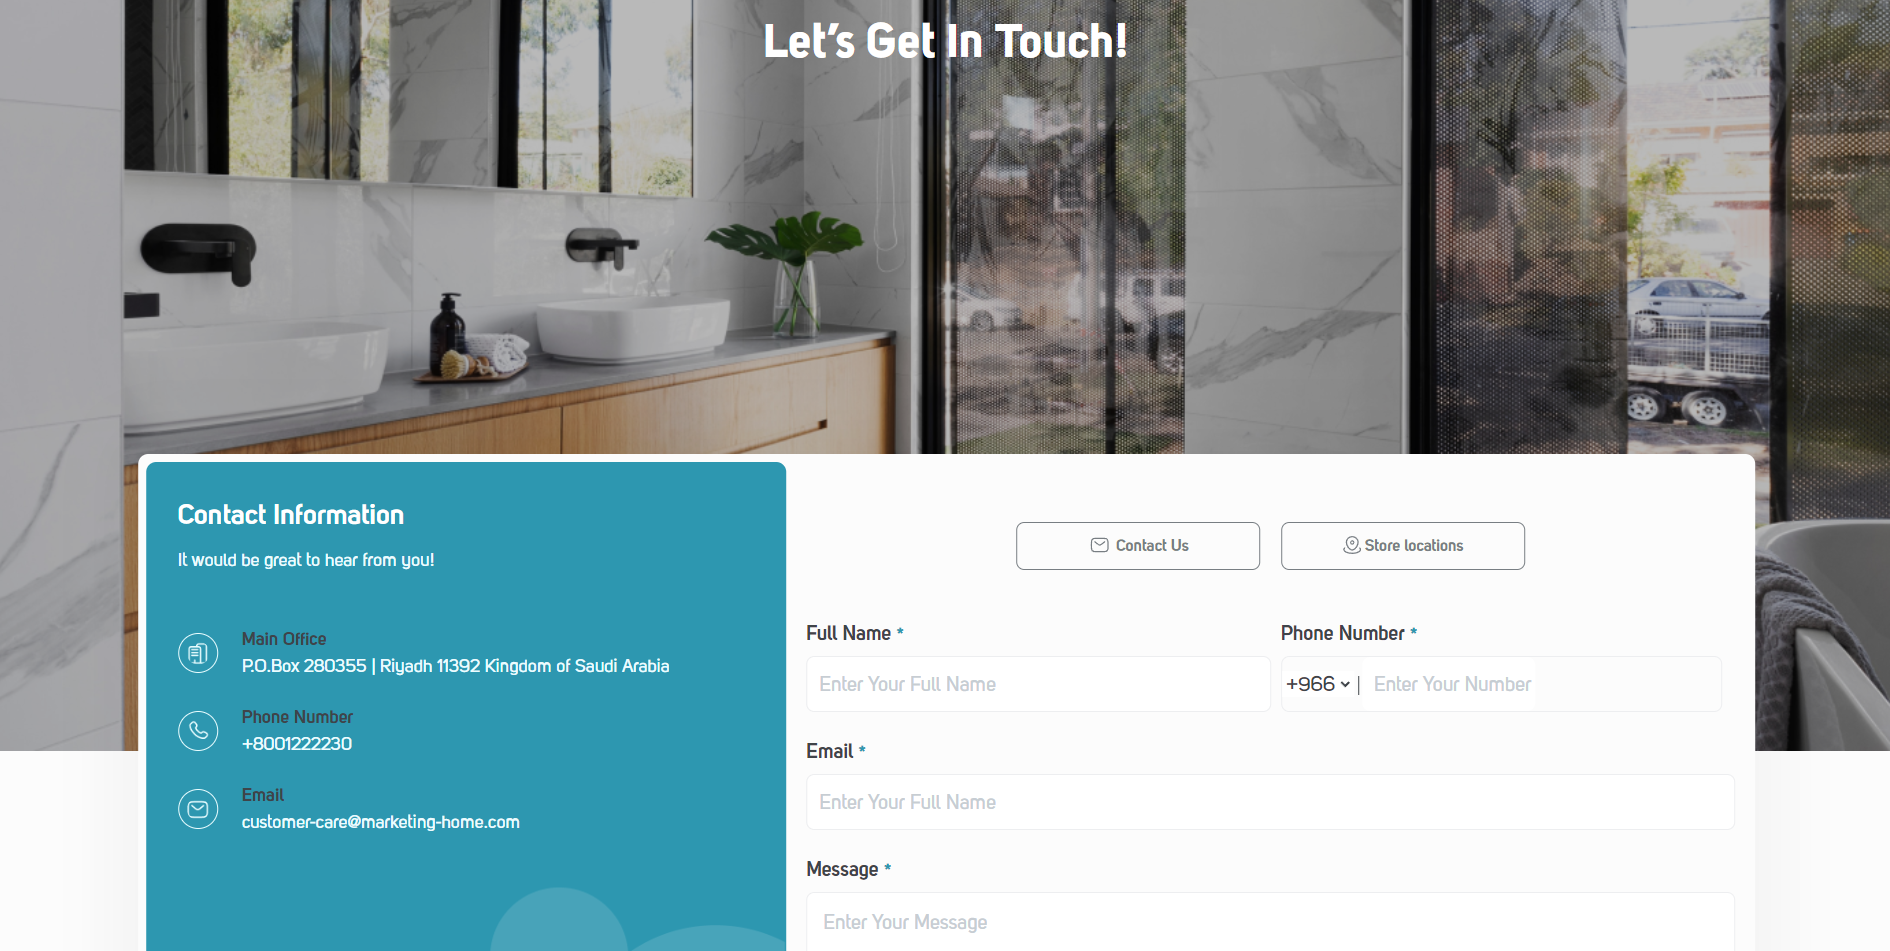 Let's Get In Touch!
Contact Information
It would be great to hear from you!
Main Office
P.O.Box 280355 | Riyadh 11392 Kingdom of Saudi Arabia
Phone Number
+8001222230
Email
customer-care@marketing-home.com
Contact Us
Store locations
Full Name *
Enter Your Full Name
Phone Number *
+966 | Enter Your Number
Email *
Enter Your Full Name
Message *
Enter Your Message